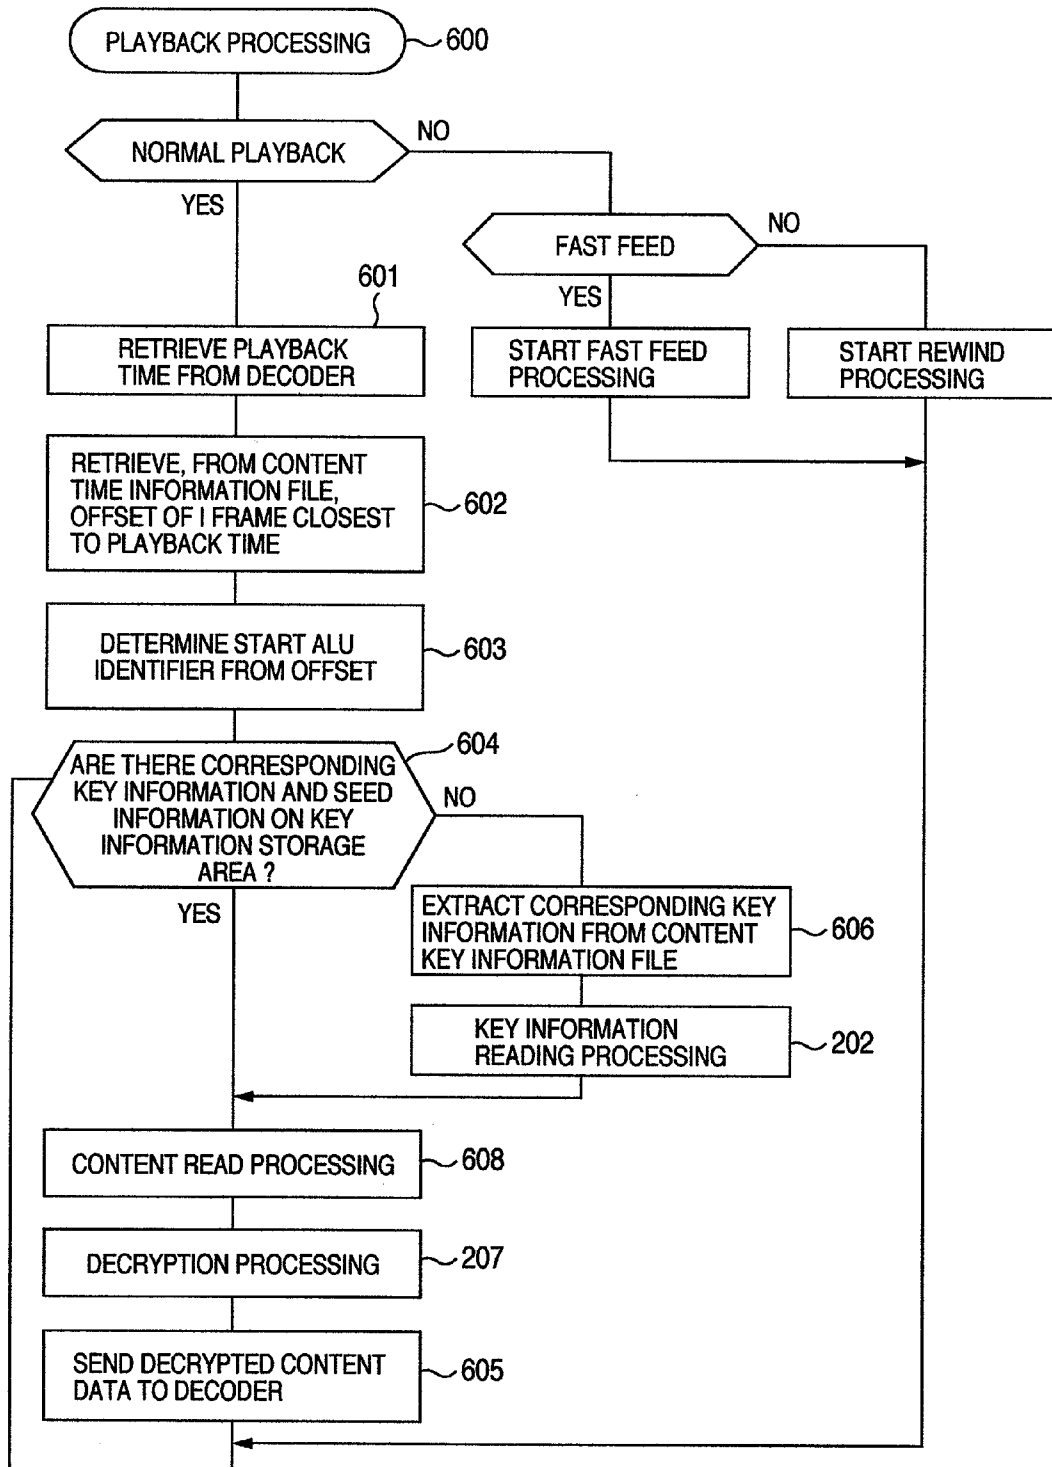 PLAYBACK PROCESSING
600
NORMAL PLAYBACK
NO
YES
FAST FEED
NO
YES
601
RETRIEVE PLAYBACK
TIME FROM DECODER
START FAST FEED
PROCESSING
START REWIND
PROCESSING
RETRIEVE, FROM CONTENT
TIME INFORMATION FILE,
OFFSET OF I FRAME CLOSEST
TO PLAYBACK TIME
602
DETERMINE START ALU
IDENTIFIER FROM OFFSET
603
604
ARE THERE CORRESPONDING
KEY INFORMATION AND SEED
INFORMATION ON KEY
INFORMATION STORAGE
AREA ?
NO
YES
EXTRACT CORRESPONDING KEY
INFORMATION FROM CONTENT
KEY INFORMATION FILE
606
KEY INFORMATION
READING PROCESSING
202
CONTENT READ PROCESSING
608
DECRYPTION PROCESSING
207
SEND DECRYPTED CONTENT
DATA TO DECODER
605